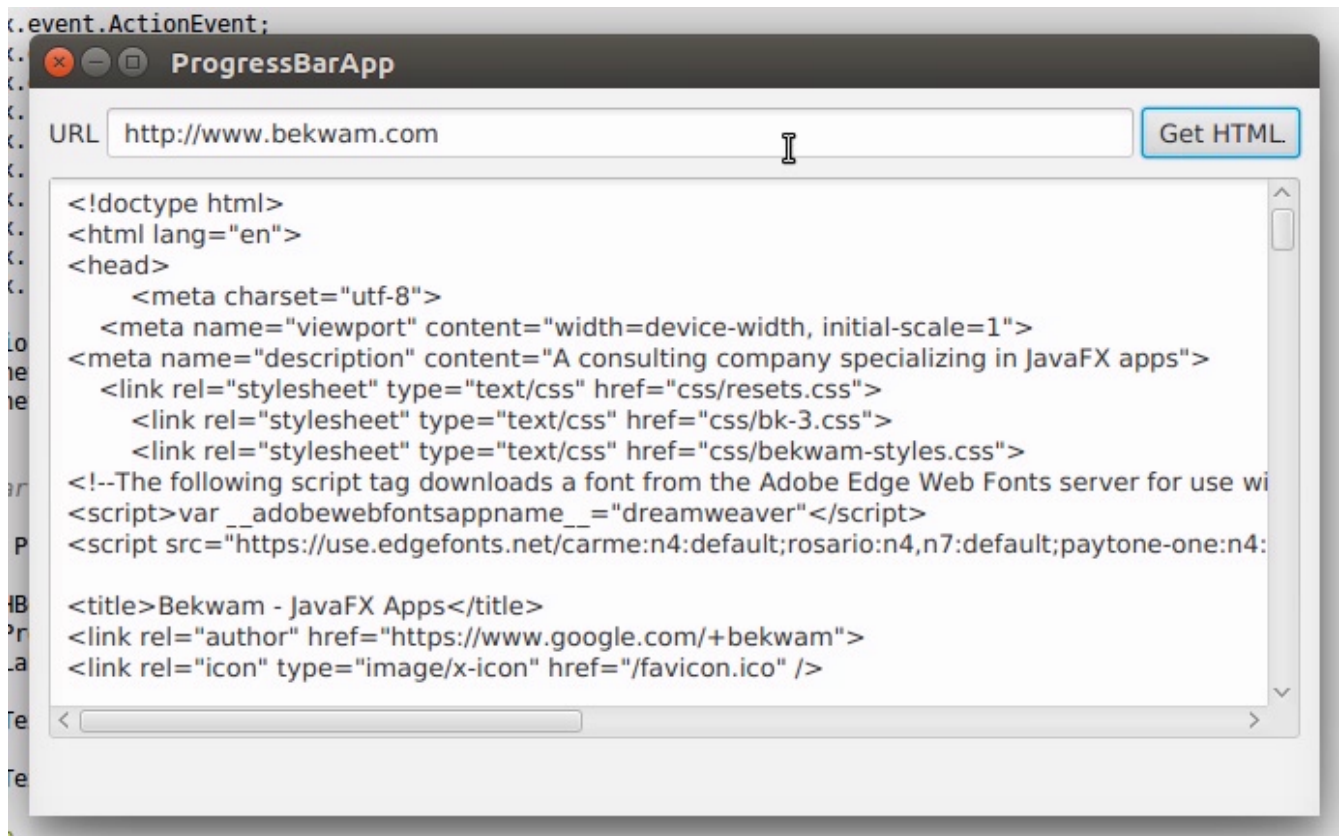 x.event.ActionEvent;
ProgressBarApp
URL http://www.bekwam.com Get HTML
<!doctype html>
<html lang="en">
<head>
<meta charset="utf-8">
<meta name="viewport" content="width=device-width, initial-scale=1">
<meta name="description" content="A consulting company specializing in JavaFX apps">
<link rel="stylesheet" type="text/css" href="css/resets.css">
<link rel="stylesheet" type="text/css" href="css/bk-3.css">
<link rel="stylesheet" type="text/css" href="css/bekwam-styles.css">
<!--The following script tag downloads a font from the Adobe Edge Web Fonts server for use wi
<script>var __adobewebfontsappname__="dreamweaver"</script>
<script src="https://use.edgefonts.net/carme:n4:default;rosario:n4,n7:default;paytone-one:n4:
<title>Bekwam - JavaFX Apps</title>
<link rel="author" href="https://www.google.com/+bekwam">
<link rel="icon" type="image/x-icon" href="/favicon.ico" />